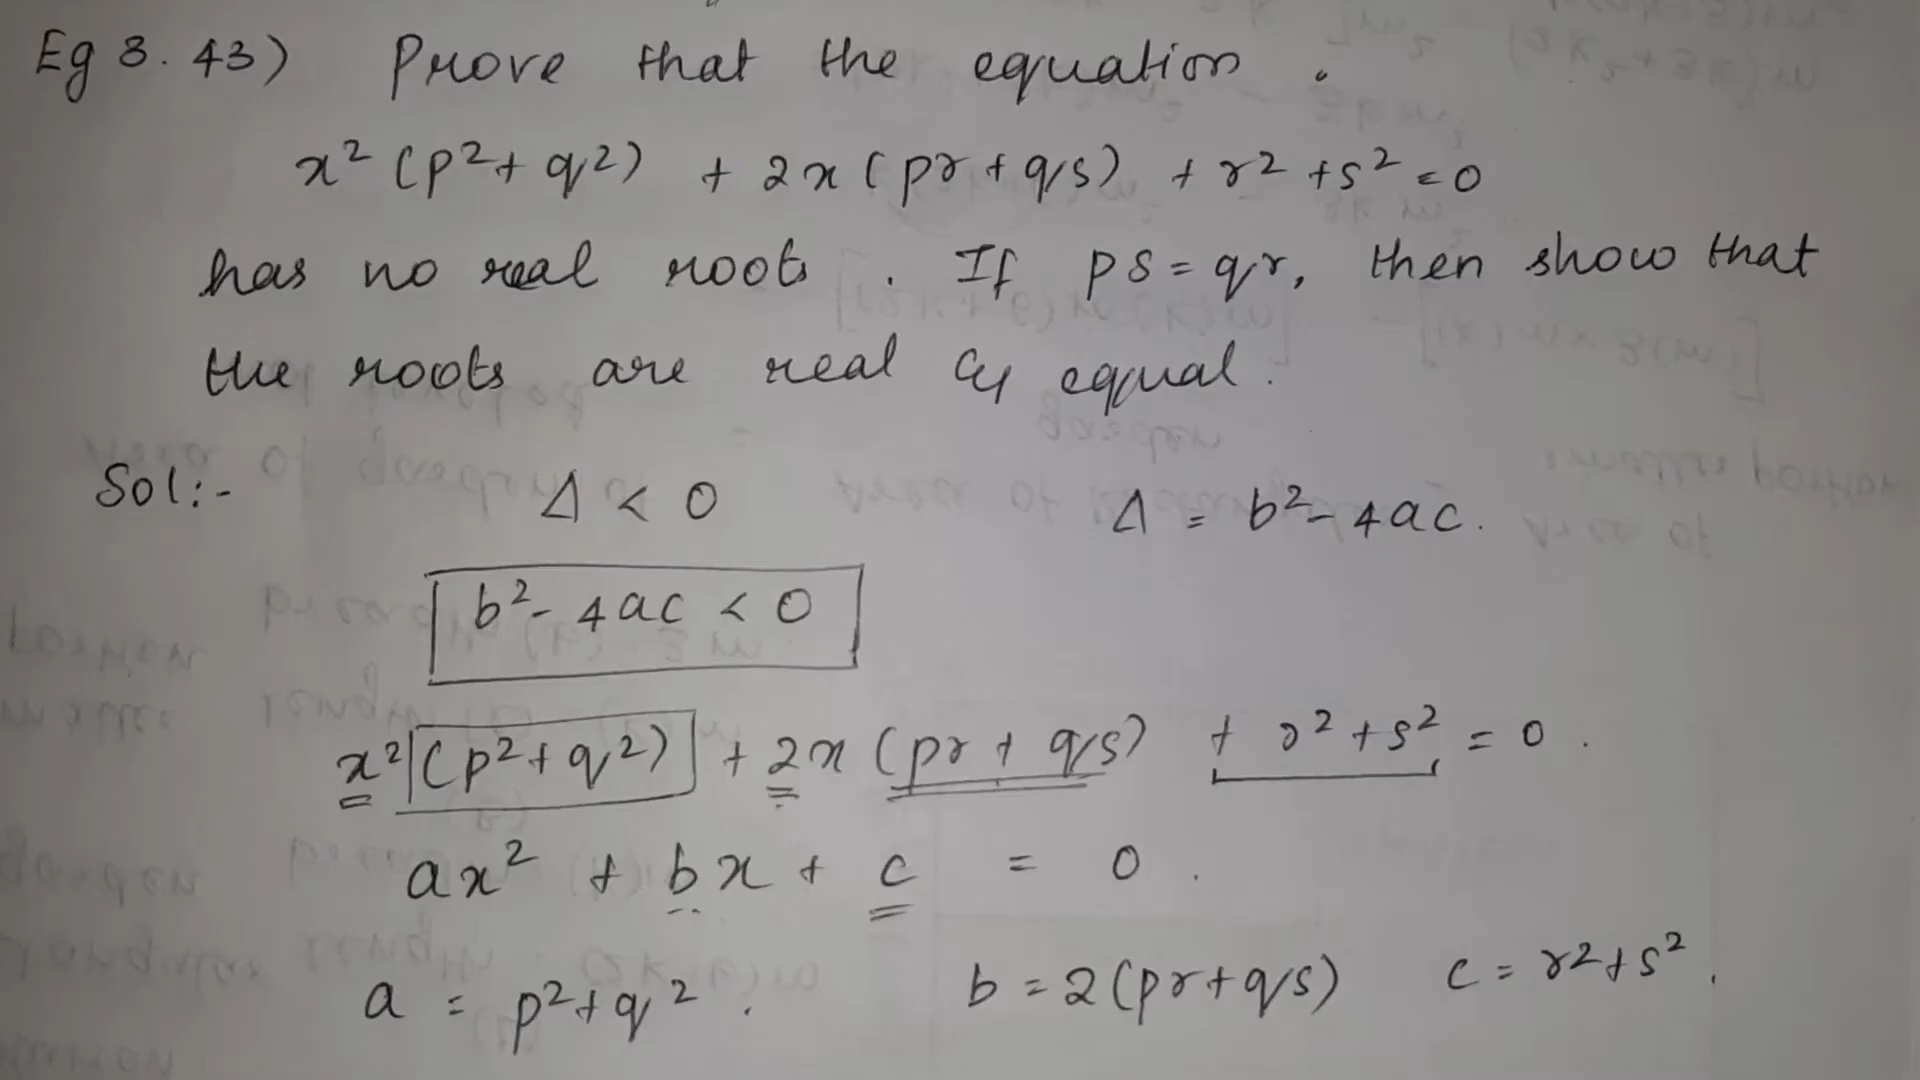 Eg 3.43) Prove that the equation.
x² (p²+q²) + 2x (pr+qs) + r²+s²=0
has no real roots. If ps=qr, then show that
the roots are real & equal.
Sol:- Δ < 0 Δ = b²-4ac.
b²-4ac < 0
x² (p²+q²) + 2x (pr+qs) + r²+s² = 0.
ax² + bx + c = 0.
a = p²+q². b = 2(pr+qs) c = r²+s².